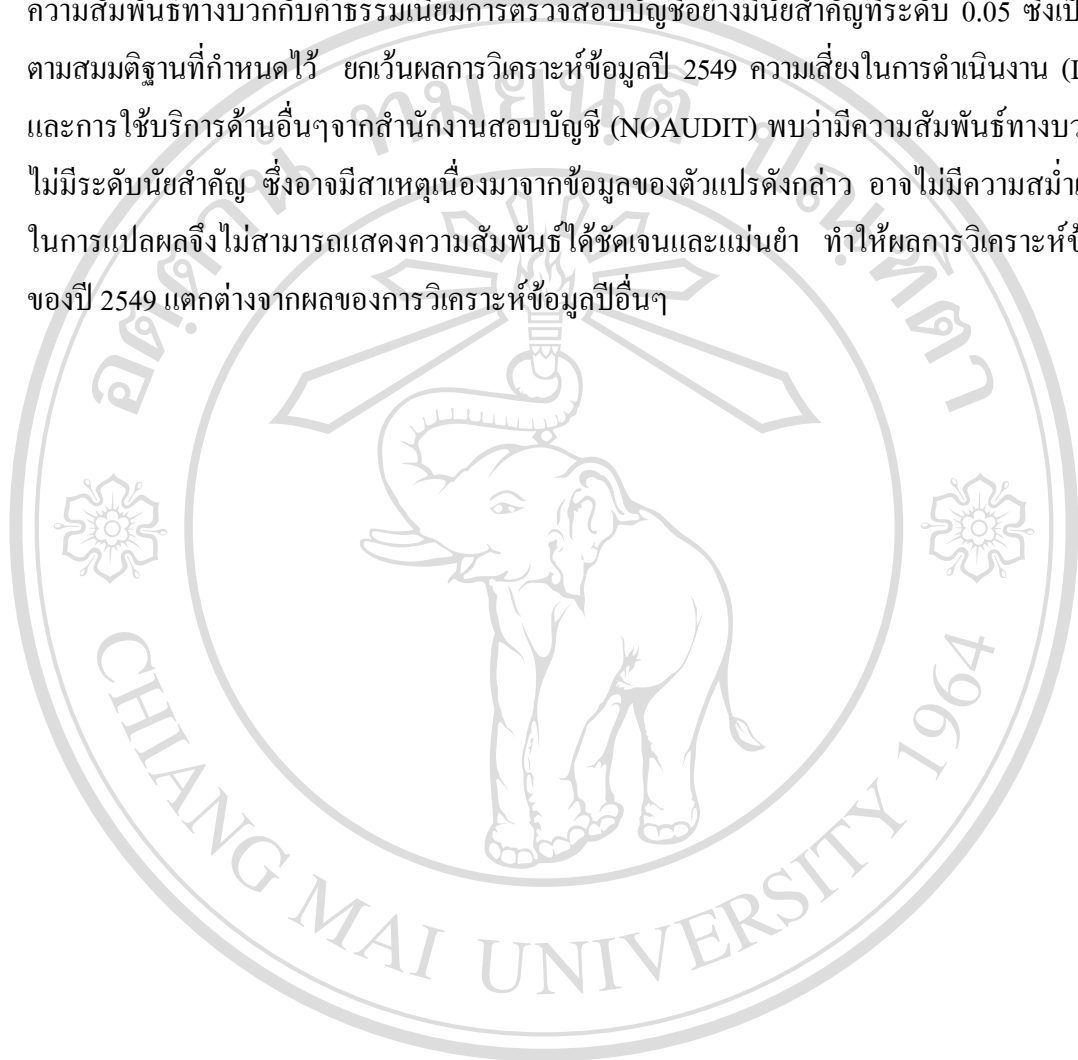 ความสัมพันธ์ทางบวกกับค่าธรรมเนียมการตรวจสอบบัญชีอย่างมีนัยสำคัญที่ระดับ 0.05 ซึ่งเป็
ตามสมมติฐานที่กำหนดไว้ ยกเว้นผลการวิเคราะห์ข้อมูลปี 2549 ความเสี่ยงในการดำเนินงาน (
และการใช้บริการด้านอื่นๆจากสำนักงานสอบบัญชี (NOAUDIT) พบว่ามีความสัมพันธ์ทางบว
ไม่มีระดับนัยสำคัญ ซึ่งอาจมีสาเหตุเนื่องมาจากข้อมูลของตัวแปรดังกล่าว อาจไม่มีความสม่ำ
ในการแปลผลจึงไม่สามารถแสดงความสัมพันธ์ได้ชัดเจนและแม่นยำ ทำให้ผลการวิเคราะห์ข้
ของปี 2549 แตกต่างจากผลของการวิเคราะห์ข้อมูลปีอื่นๆ
อตฺตานํ ทมยนฺติ ปณฺฑิตา
CHIANG MAI UNIVERSITY 1964